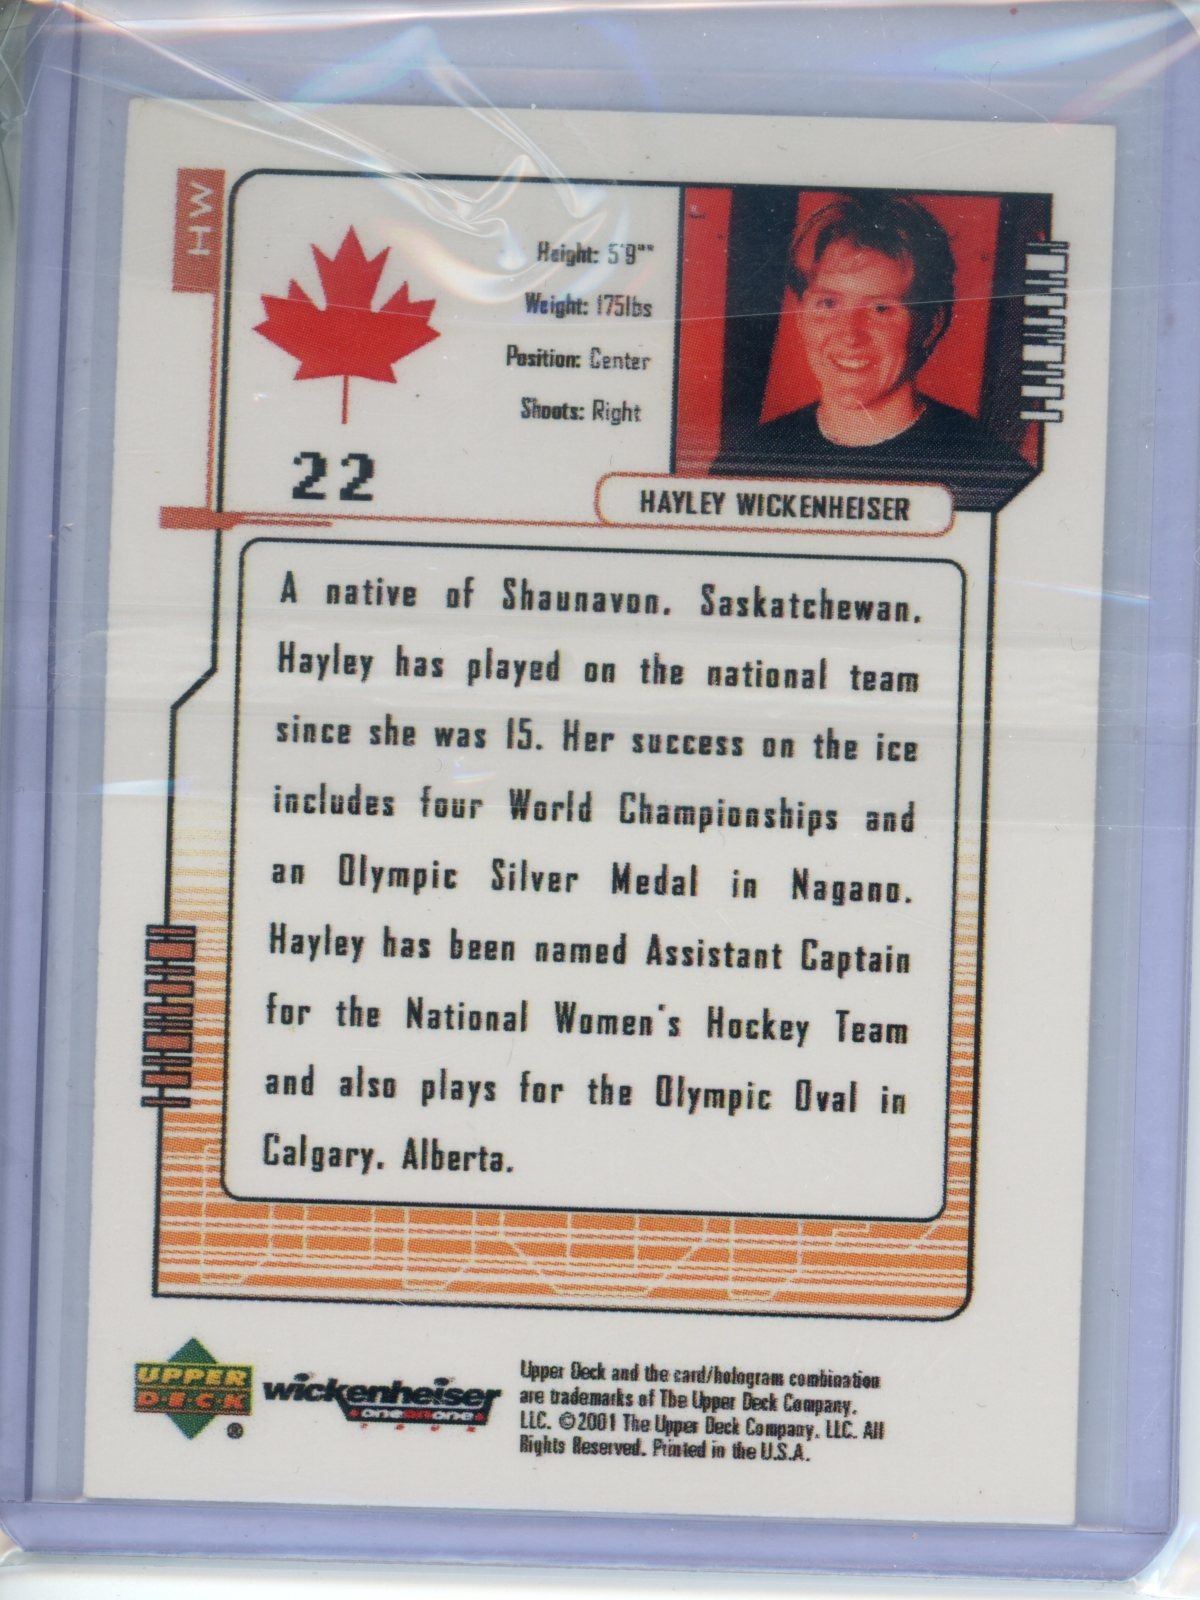 HW
Height: 5'9""
Weight: 175lbs
Position: Center
Shoots: Right
22
HAYLEY WICKENHEISER
A native of Shaunavon, Saskatchewan,
Hayley has played on the national team
since she was 15. Her success on the ice
includes four World Championships and
an Olympic Silver Medal in Nagano.
Hayley has been named Assistant Captain
for the National Women's Hockey Team
and also plays for the Olympic Oval in
Calgary, Alberta.
UPPER
DECK
®
wickenheiser
one on one
Upper Deck and the card/hologram combination
are trademarks of The Upper Deck Company,
LLC. ©2001 The Upper Deck Company, LLC. All
Rights Reserved. Printed in the U.S.A.